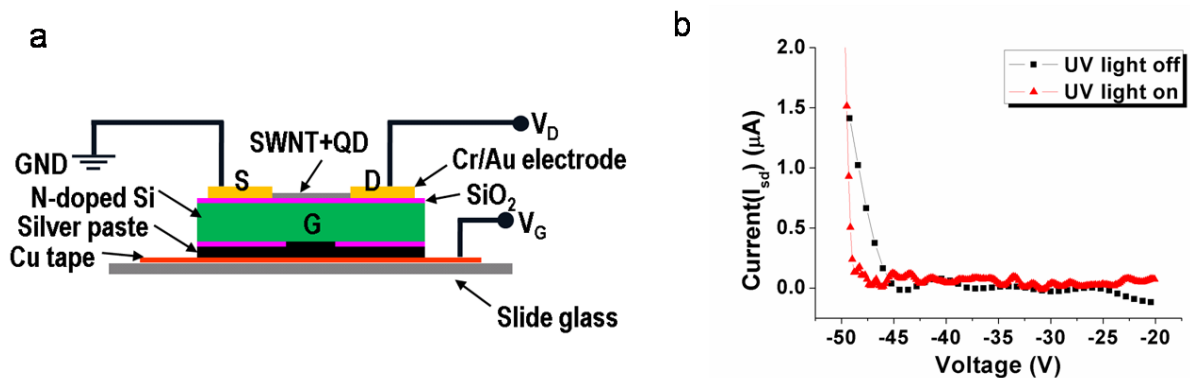 a
GND
SWNT+QD
V_D
Cr/Au electrode
S
D
SiO₂
N-doped Si
G
V_G
Silver paste
Cu tape
Slide glass
b
Current(I_sd) (μA)
2.0
1.5
1.0
0.5
0.0
UV light off
UV light on
-50 -45 -40 -35 -30 -25 -20
Voltage (V)